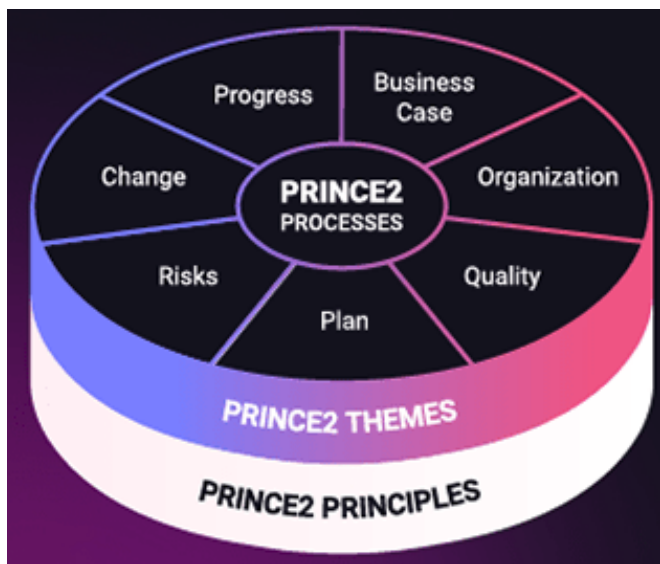 Progress
Business
Case
Change
PRINCE2
PROCESSES
Organization
Risks
Plan
Quality
PRINCE2 THEMES
PRINCE2 PRINCIPLES